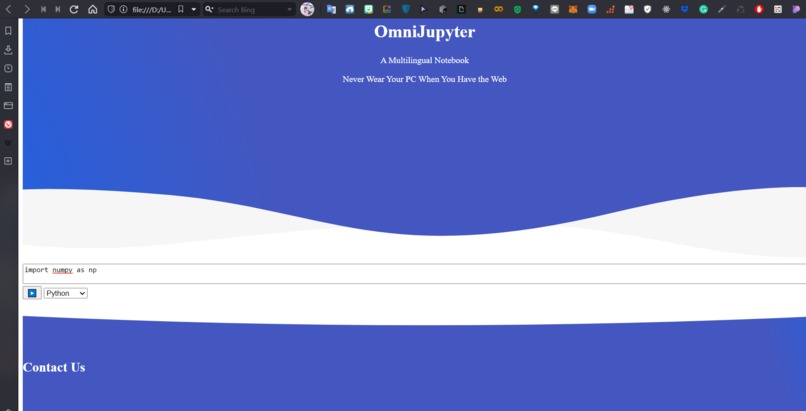 file:///D:/U...
Search Bing
OmniJupyter
A Multilingual Notebook
Never Wear Your PC When You Have the Web
import numpy as np
Python
Contact Us